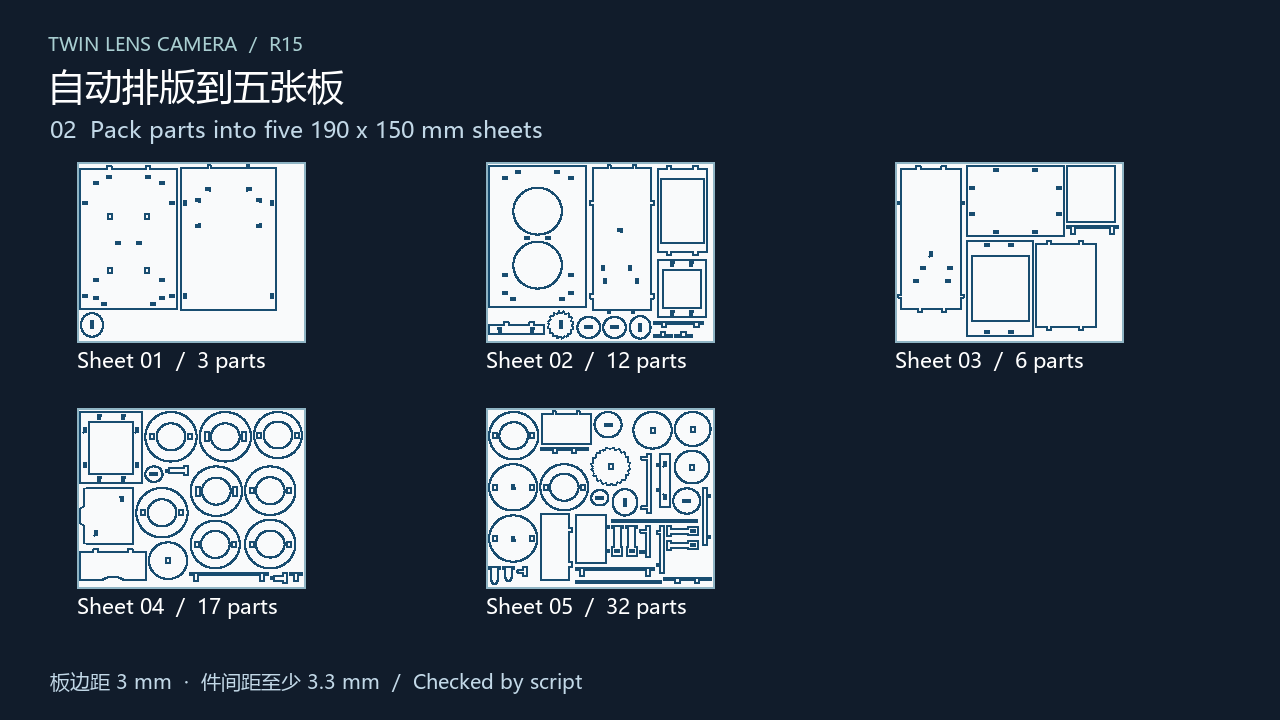 TWIN LENS CAMERA / R15
自动排版到五张板
02 Pack parts into five 190 x 150 mm sheets
Sheet 01 / 3 parts
Sheet 02 / 12 parts
Sheet 03 / 6 parts
Sheet 04 / 17 parts
Sheet 05 / 32 parts
板边距 3 mm · 件间距至少 3.3 mm / Checked by script